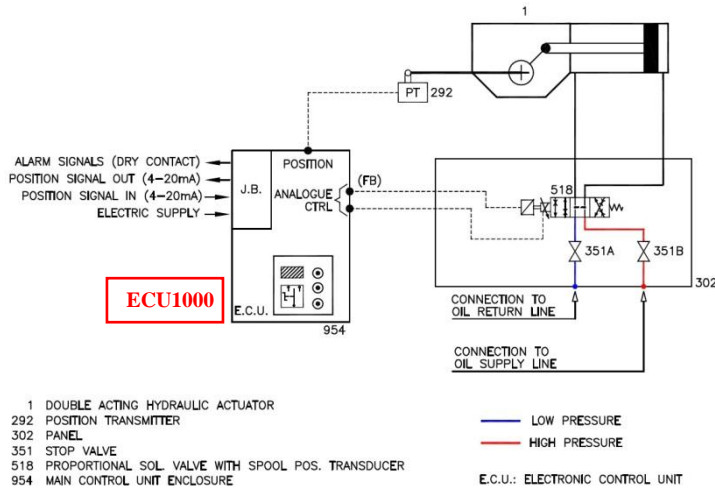 1
PT 292
ALARM SIGNALS (DRY CONTACT)
POSITION SIGNAL OUT (4-20mA)
POSITION SIGNAL IN (4-20mA)
ELECTRIC SUPPLY
J.B.
POSITION
(FB)
ANALOGUE
CTRL
518
351A
351B
ECU1000
E.C.U.
954
302
CONNECTION TO
OIL RETURN LINE
CONNECTION TO
OIL SUPPLY LINE
1 DOUBLE ACTING HYDRAULIC ACTUATOR
292 POSITION TRANSMITTER
302 PANEL
351 STOP VALVE
518 PROPORTIONAL SOL. VALVE WITH SPOOL POS. TRANSDUCER
954 MAIN CONTROL UNIT ENCLOSURE
LOW PRESSURE
HIGH PRESSURE
E.C.U.: ELECTRONIC CONTROL UNIT